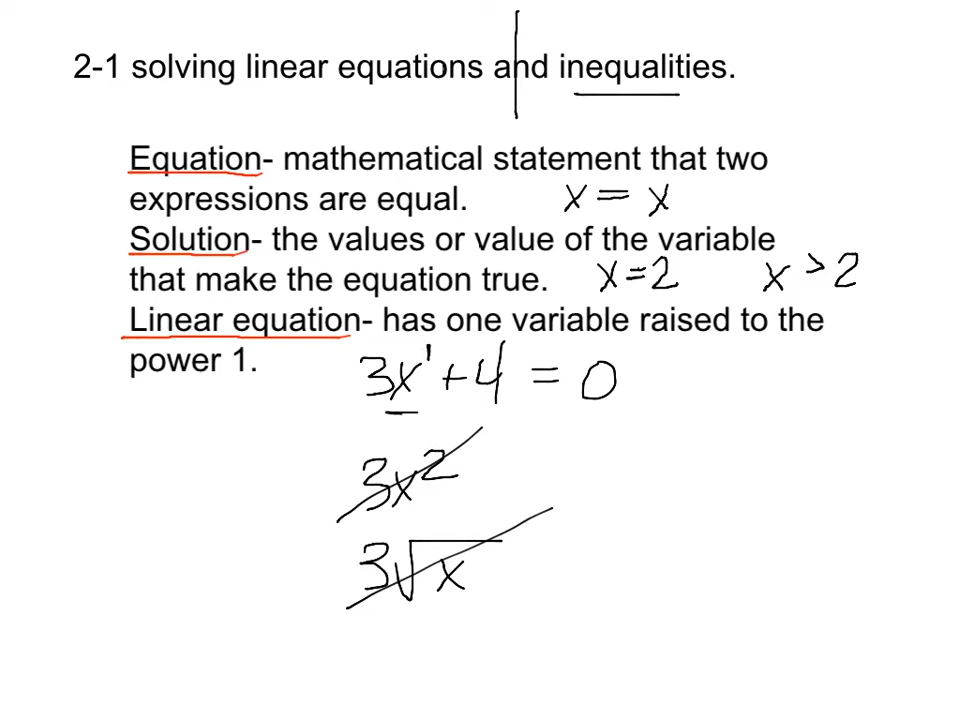 2-1 solving linear equations and inequalities.
Equation- mathematical statement that two
expressions are equal. x = x
Solution- the values or value of the variable
that make the equation true. x=2 x > 2
Linear equation- has one variable raised to the
power 1. 3x¹ + 4 = 0
3x²
3√x